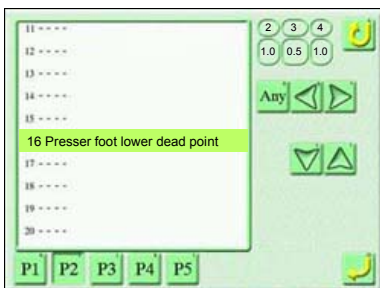 11 - - - -
2 3 4
12 - - - -
1.0 0.5 1.0
13 - - - -
14 - - - -
Any
15 - - - -
16 Presser foot lower dead point
17 - - - -
18 - - - -
19 - - - -
20 - - - -
P1 P2 P3 P4 P5